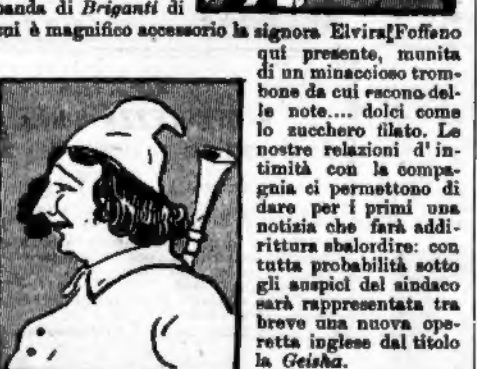 banda di Briganti di
è magnifico accessorio la signora Elvira Foffano
qui presente, munita
di un minaccioso trom-
bone da cui escono del-
le note.... dolci come
lo zucchero filato. Le
nostre relazioni d'in-
timità con la compa-
gnia ci permettono di
dare per i primi una
notizia che farà addi-
rittura sbalordire: con
tutta probabilità sotto
gli auspici del sindaco
sarà rappresentata tra
breve una nuova ope-
retta inglese dal titolo
la Geisha.